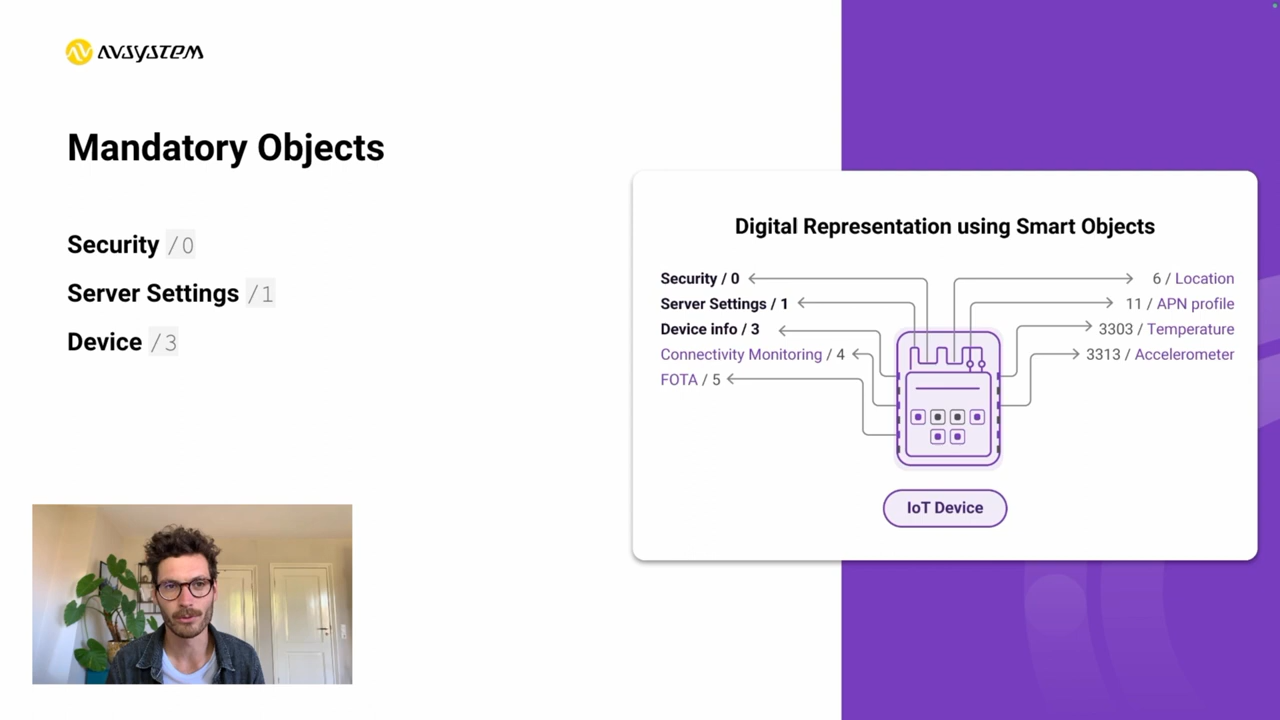 AVSYSTEM
Mandatory Objects
Security /0
Server Settings /1
Device /3
Digital Representation using Smart Objects
Security / 0
Server Settings / 1
Device info / 3
Connectivity Monitoring / 4
FOTA / 5
6 / Location
11 / APN profile
3303 / Temperature
3313 / Accelerometer
IoT Device